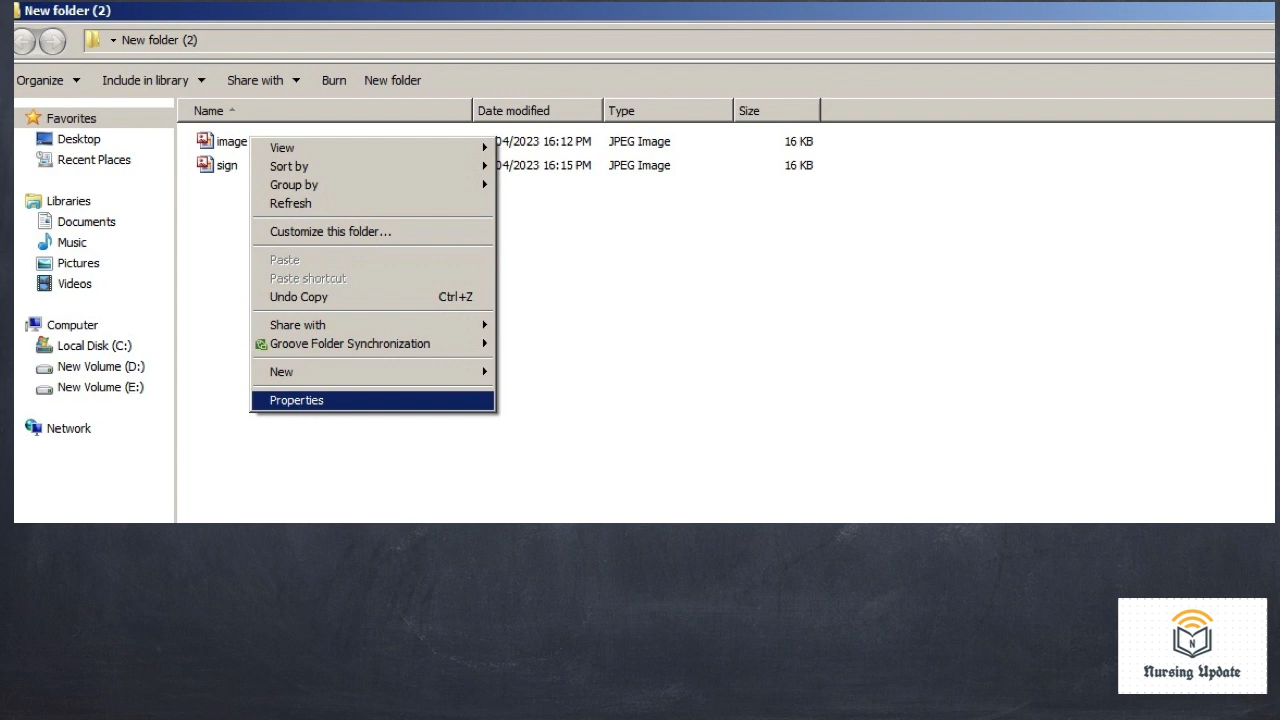 New folder (2)
New folder (2)
Organize Include in library Share with Burn New folder
Name Date modified Type Size
Favorites
Desktop
Recent Places
Libraries
Documents
Music
Pictures
Videos
Computer
Local Disk (C:)
New Volume (D:)
New Volume (E:)
Network
image 04/2023 16:12 PM JPEG Image 16 KB
sign 04/2023 16:15 PM JPEG Image 16 KB
View
Sort by
Group by
Refresh
Customize this folder...
Paste
Paste shortcut
Undo Copy Ctrl+Z
Share with
Groove Folder Synchronization
New
Properties
N
Nursing Update